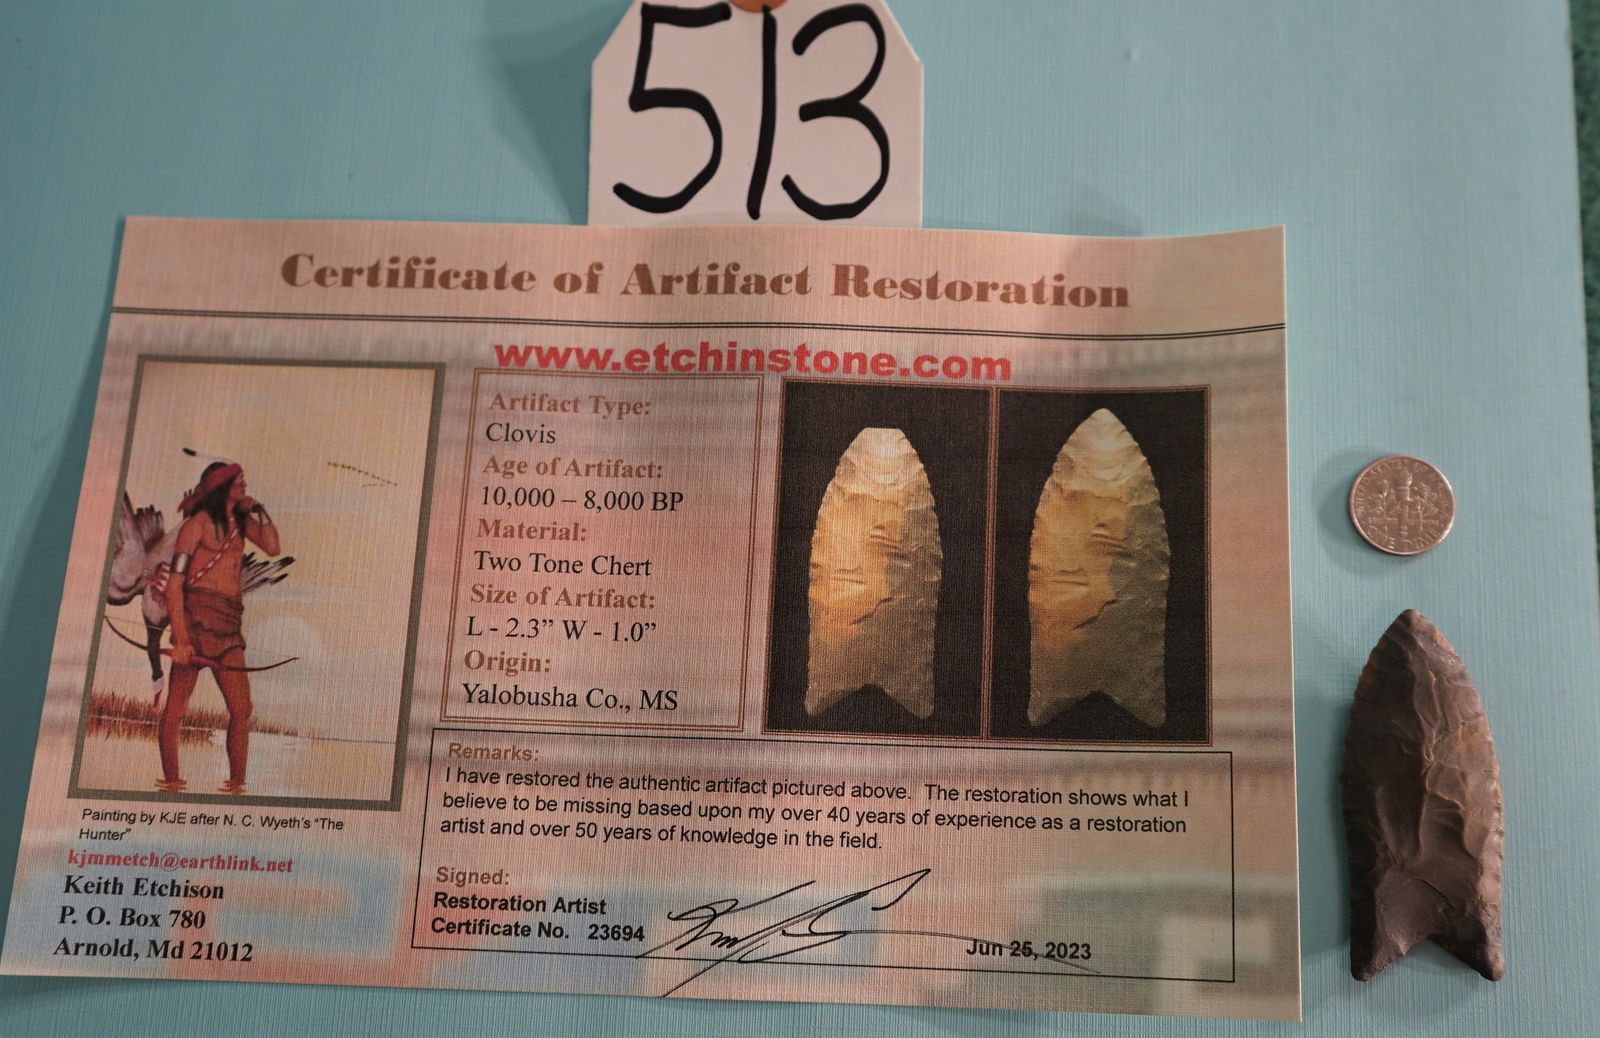 513
Certificate of Artifact Restoration
www.etchinstone.com
Artifact Type:
Clovis
Age of Artifact:
10,000 – 8,000 BP
Material:
Two Tone Chert
Size of Artifact:
L - 2.3” W - 1.0”
Origin:
Yalobusha Co., MS
Painting by KJE after N. C. Wyeth's “The
Hunter”
kjmmetch@earthlink.net
Keith Etchison
P. O. Box 780
Arnold, Md 21012
Remarks:
I have restored the authentic artifact pictured above. The restoration shows what I
believe to be missing based upon my over 40 years of experience as a restoration
artist and over 50 years of knowledge in the field.
Signed:
Restoration Artist
Certificate No. 23694
Jun 25, 2023
ONE DIME